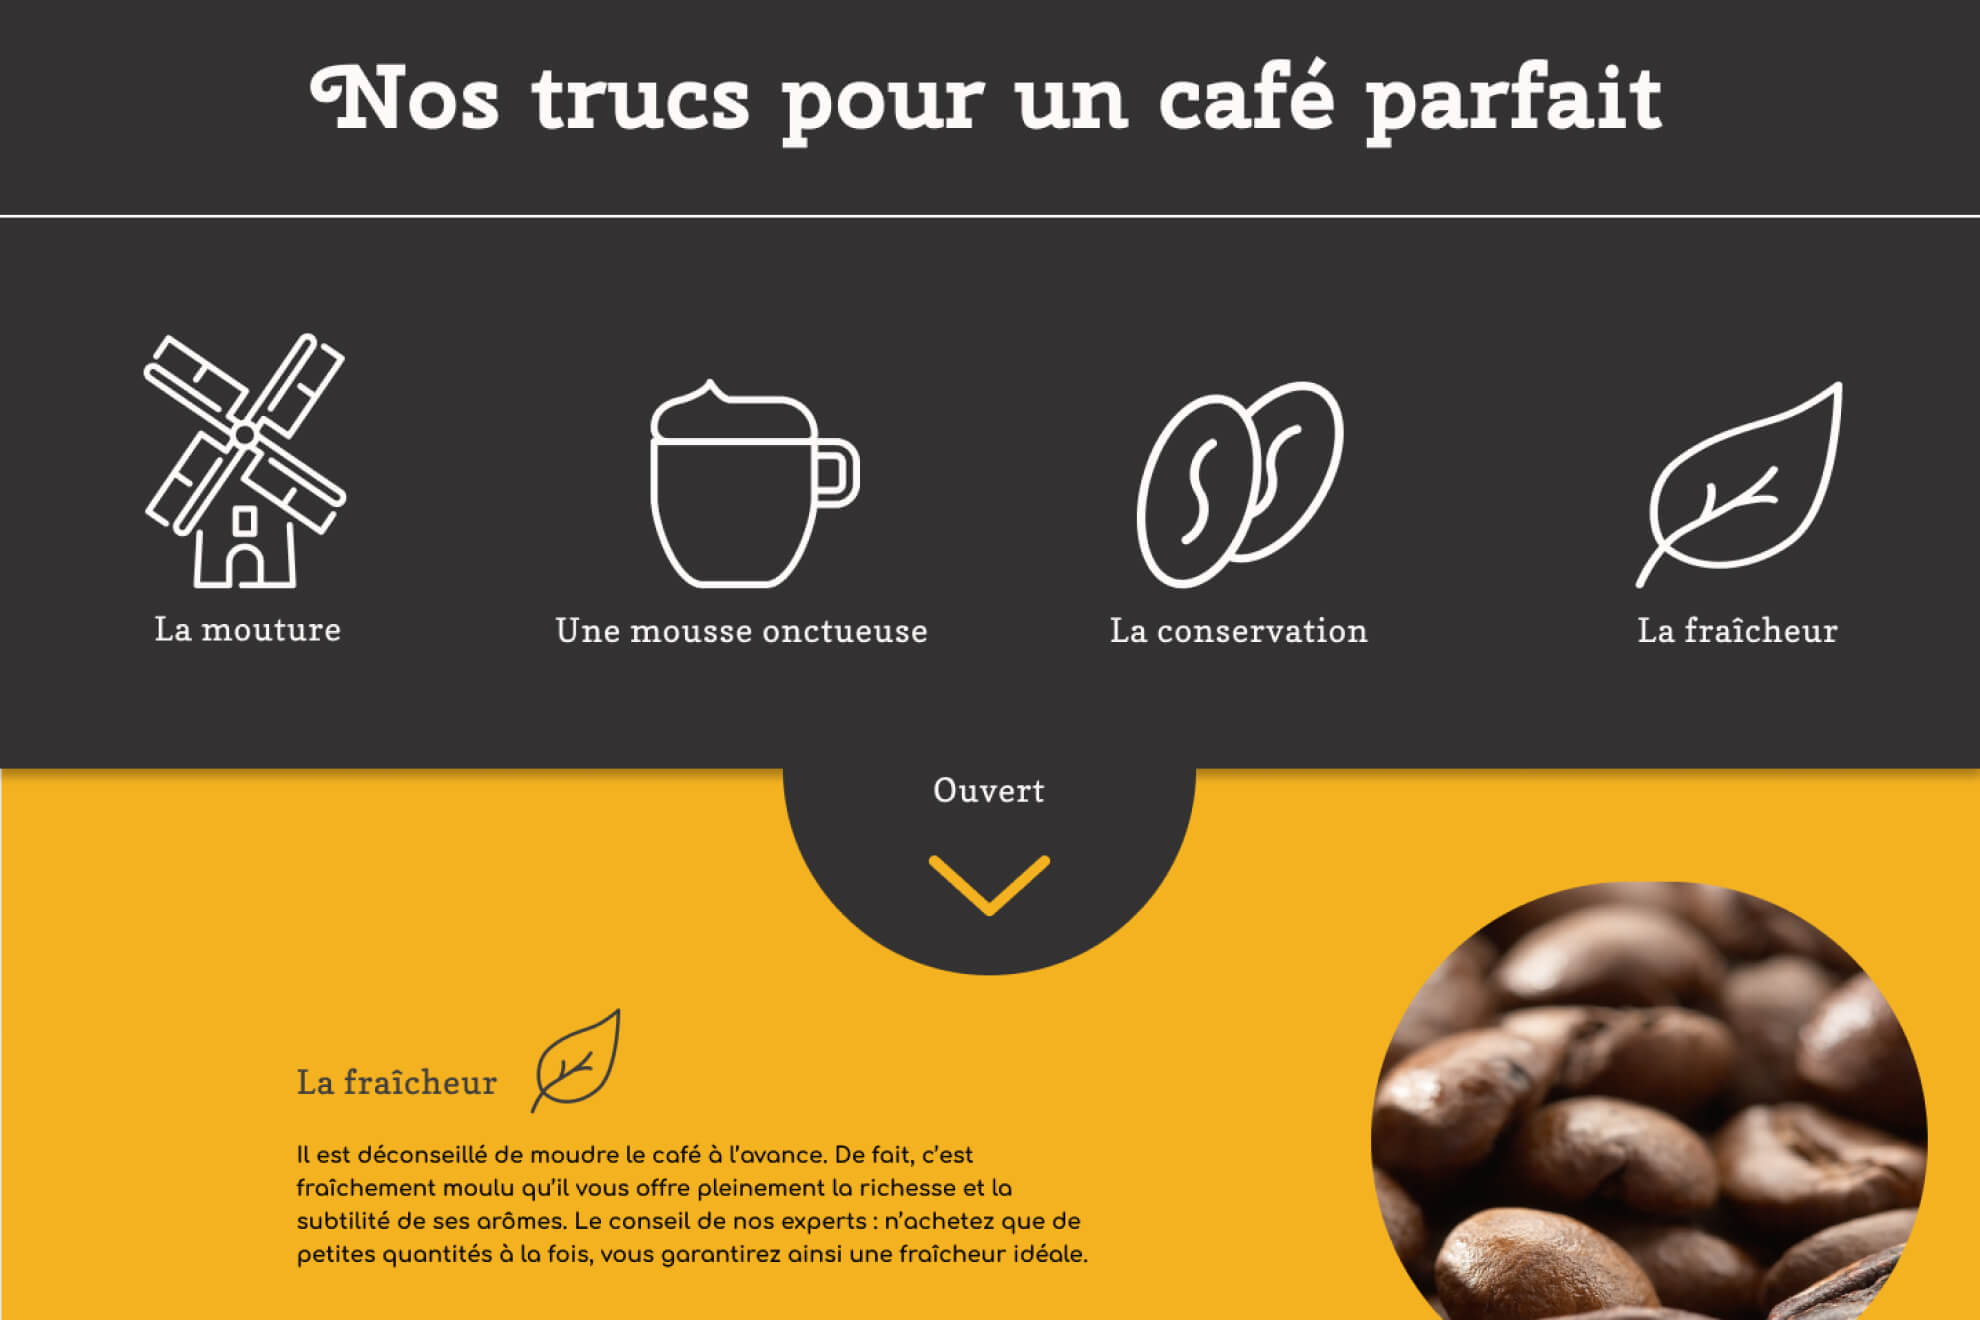 Nos trucs pour un café parfait
La mouture
Une mousse onctueuse
La conservation
La fraîcheur
Ouvert
La fraîcheur
Il est déconseillé de moudre le café à l’avance. De fait, c’est
fraîchement moulu qu’il vous offre pleinement la richesse et la
subtilité de ses arômes. Le conseil de nos experts : n’achetez que de
petites quantités à la fois, vous garantirez ainsi une fraîcheur idéale.